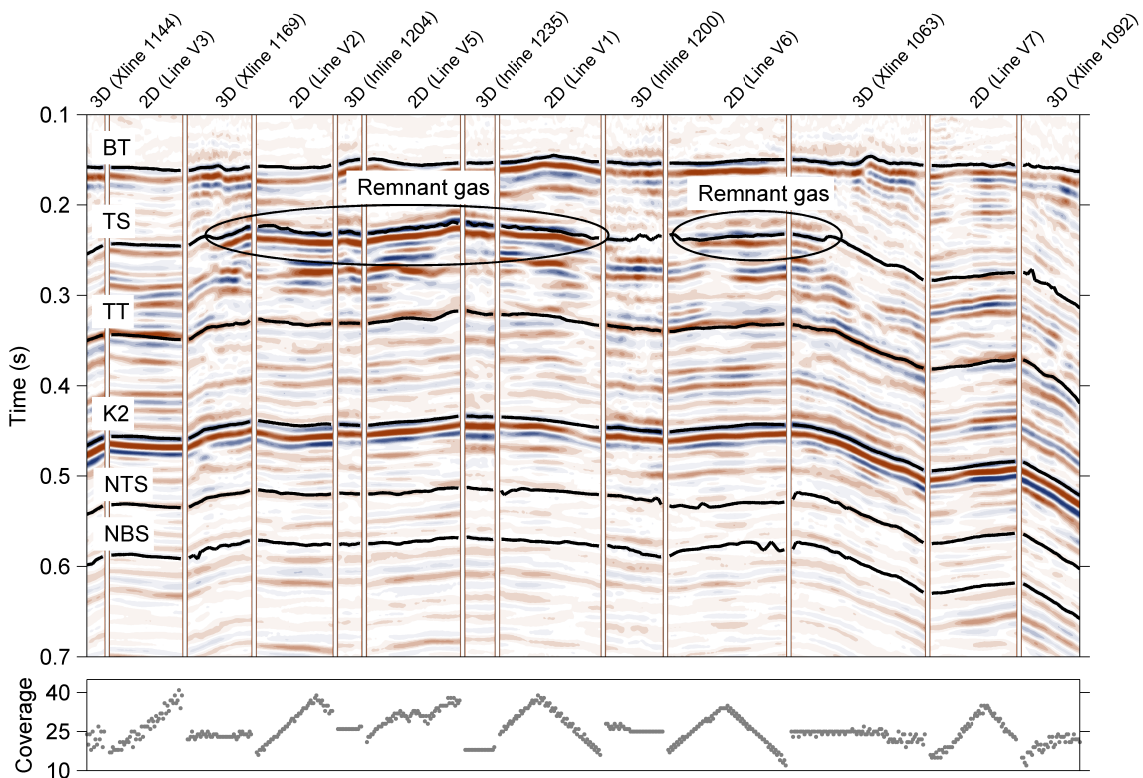 3D (Xline 1144)
2D (Line V3)
3D (Xline 1169)
2D (Line V2)
3D (Inline 1204)
2D (Line V5)
3D (Inline 1235)
2D (Line V1)
3D (Inline 1200)
2D (Line V6)
3D (Xline 1063)
2D (Line V7)
3D (Xline 1092)
0.1
BT
Remnant gas
Remnant gas
0.2
TS
0.3
TT
0.4
K2
0.5
NTS
NBS
0.6
0.7
Time (s)
40
25
10
Coverage